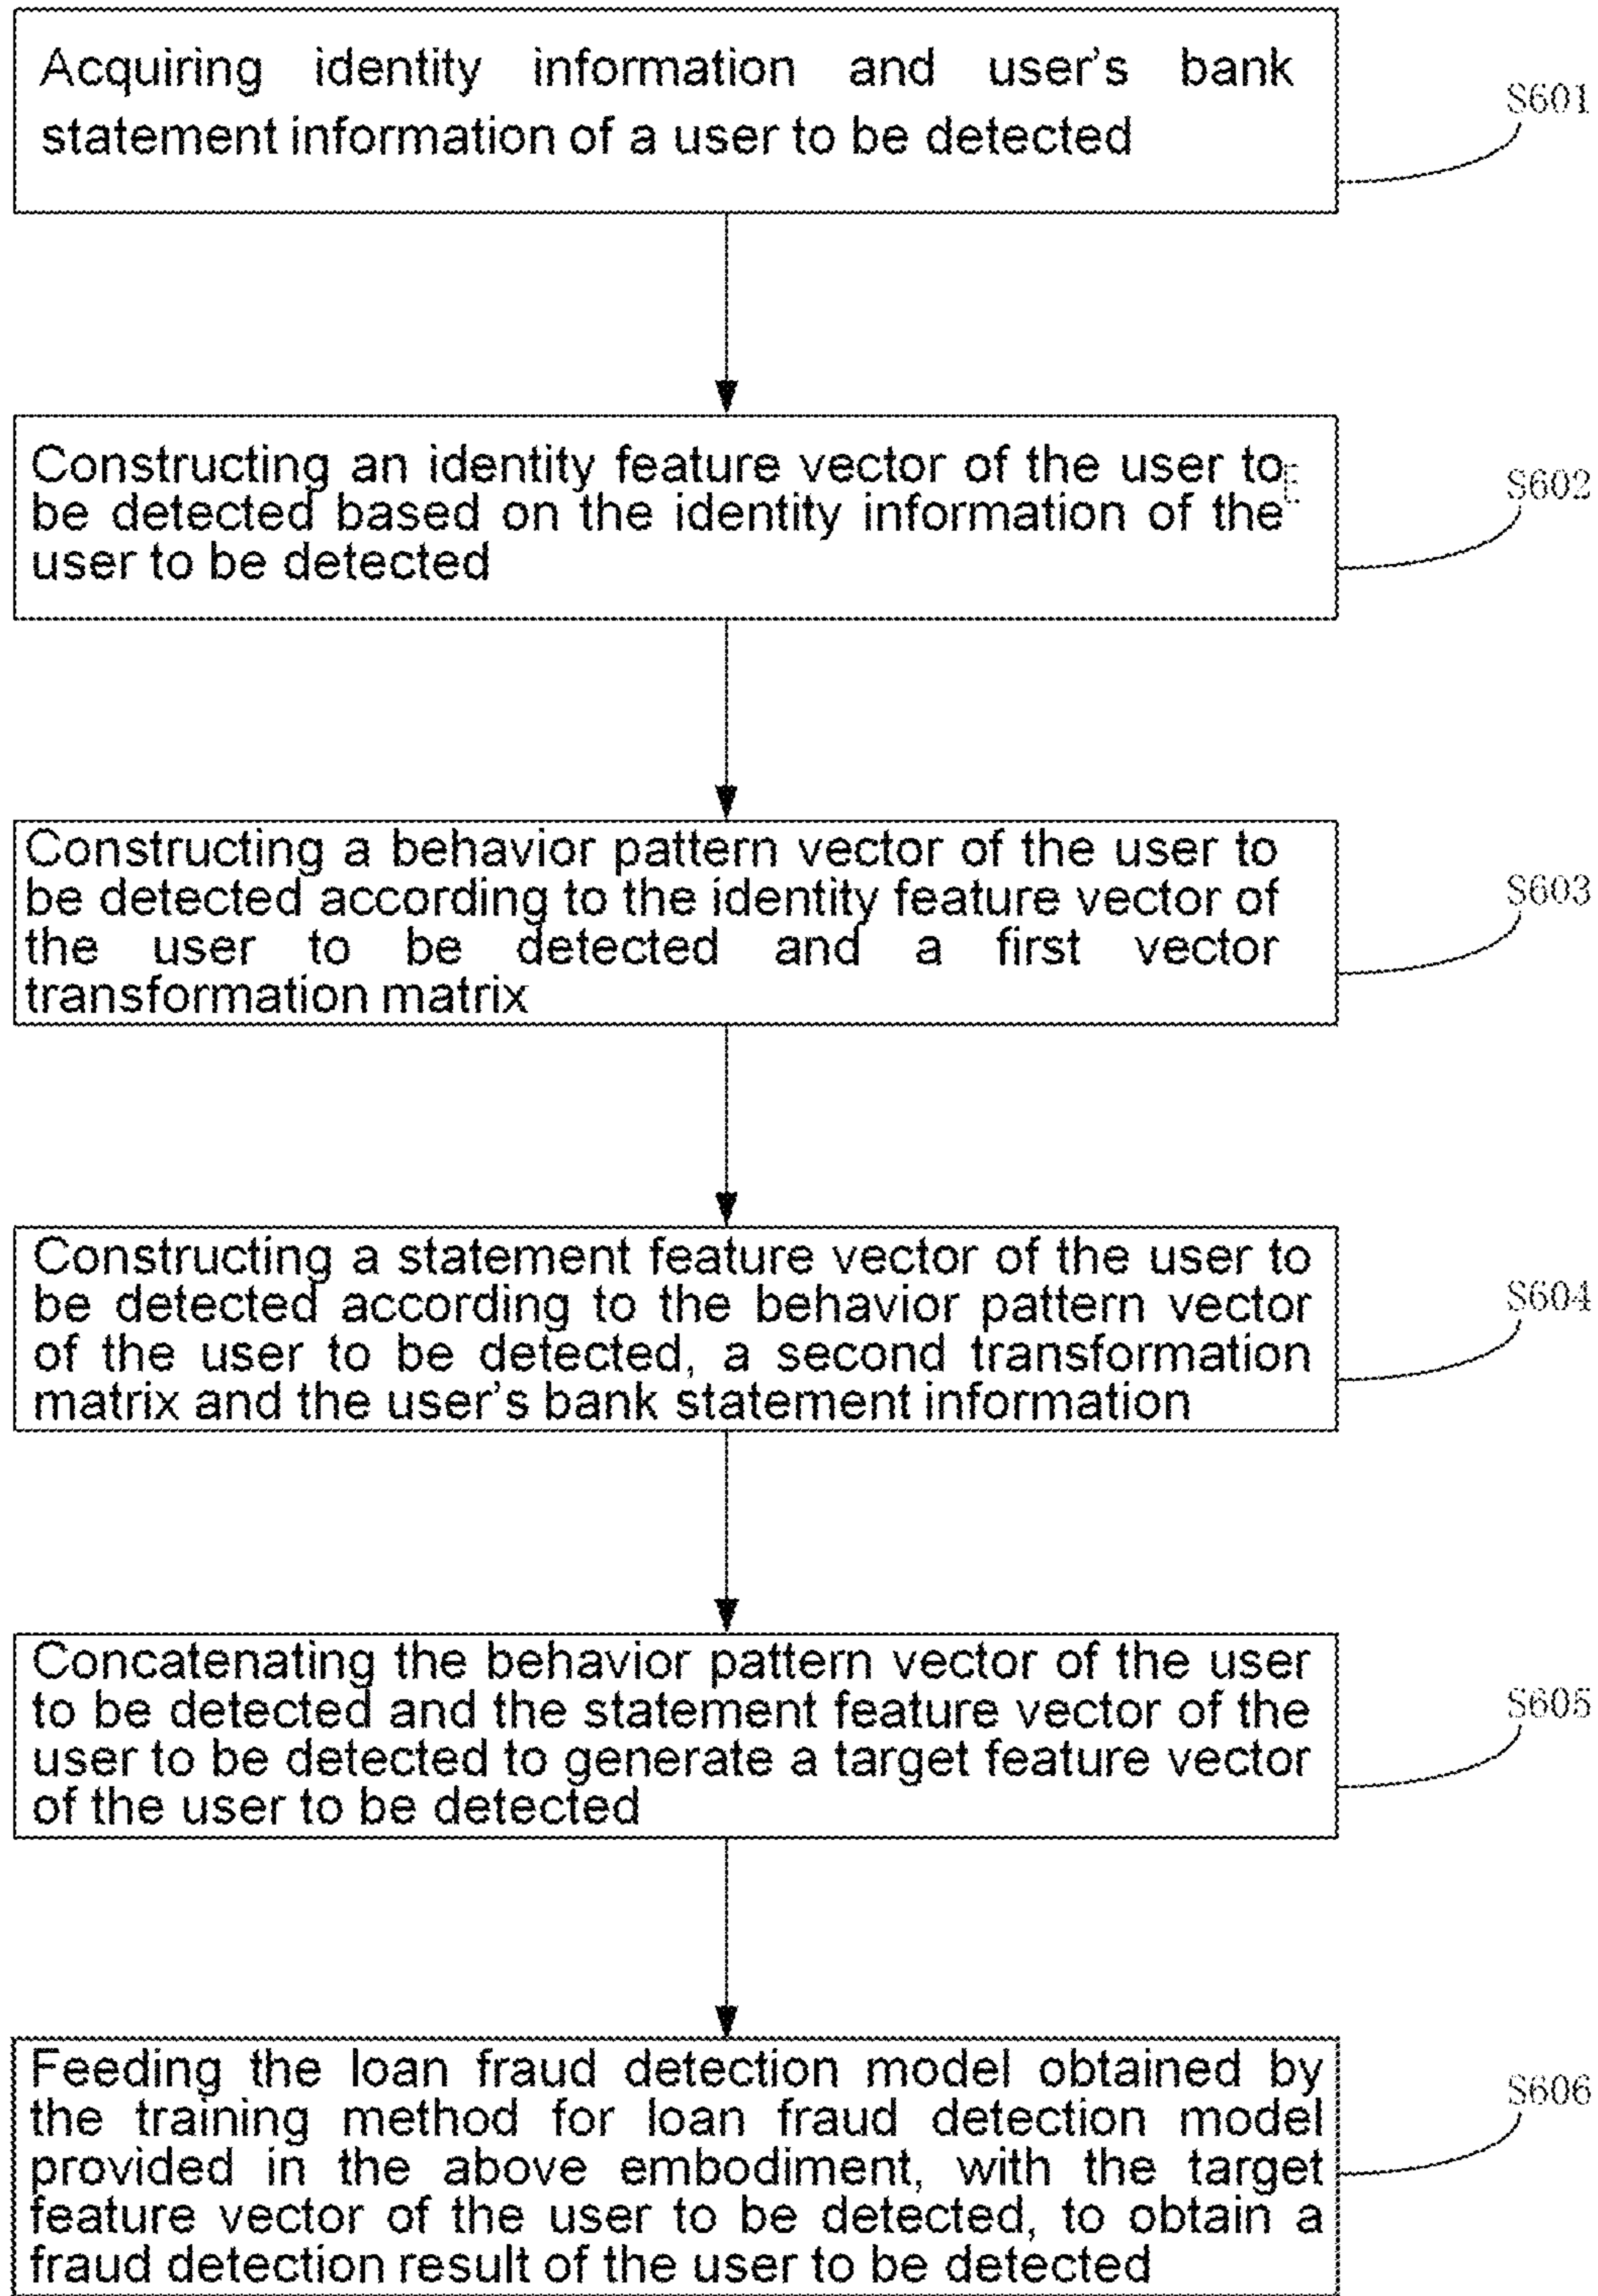 Acquiring identity information and user's bank
statement information of a user to be detected
S601
Constructing an identity feature vector of the user to
be detected based on the identity information of the
user to be detected
S602
Constructing a behavior pattern vector of the user to
be detected according to the identity feature vector of
the user to be detected and a first vector
transformation matrix
S603
Constructing a statement feature vector of the user to
be detected according to the behavior pattern vector
of the user to be detected, a second transformation
matrix and the user's bank statement information
S604
Concatenating the behavior pattern vector of the user
to be detected and the statement feature vector of the
user to be detected to generate a target feature vector
of the user to be detected
S605
Feeding the loan fraud detection model obtained by
the training method for loan fraud detection model
provided in the above embodiment, with the target
feature vector of the user to be detected, to obtain a
fraud detection result of the user to be detected
S606